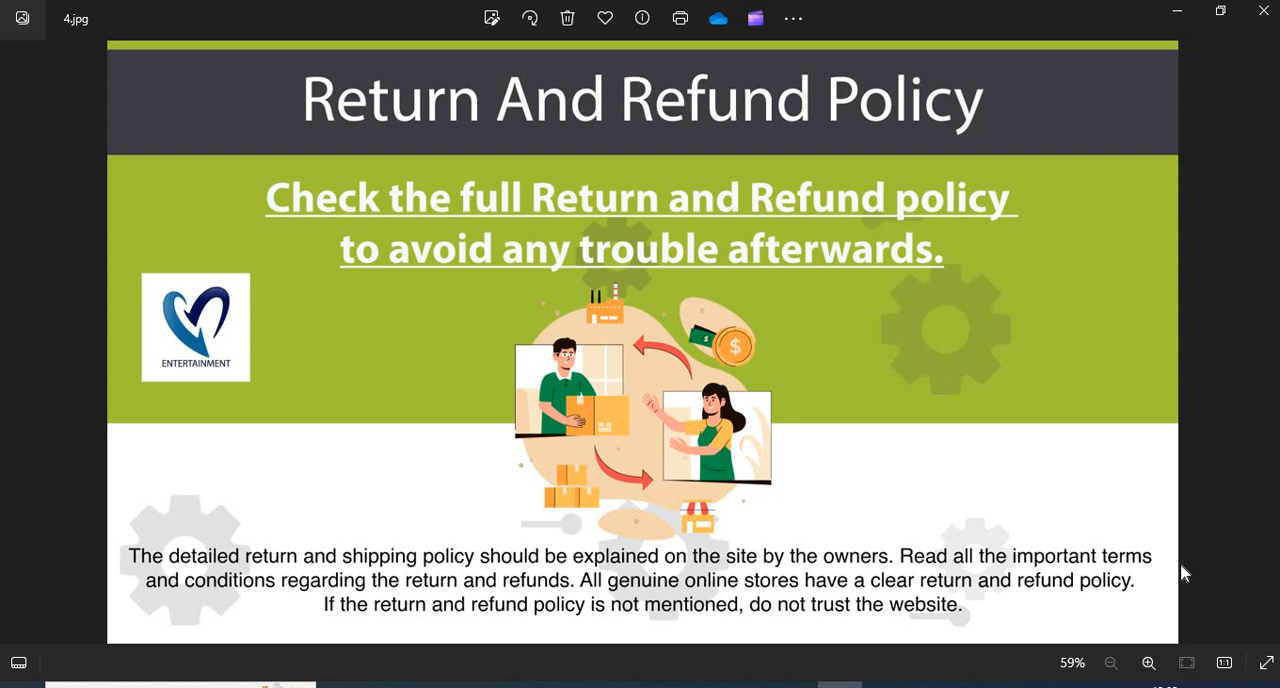 4.jpg
Return And Refund Policy
Check the full Return and Refund policy
to avoid any trouble afterwards.
ENTERTAINMENT
$
$
The detailed return and shipping policy should be explained on the site by the owners. Read all the important terms
and conditions regarding the return and refunds. All genuine online stores have a clear return and refund policy.
If the return and refund policy is not mentioned, do not trust the website.
59%
1:1